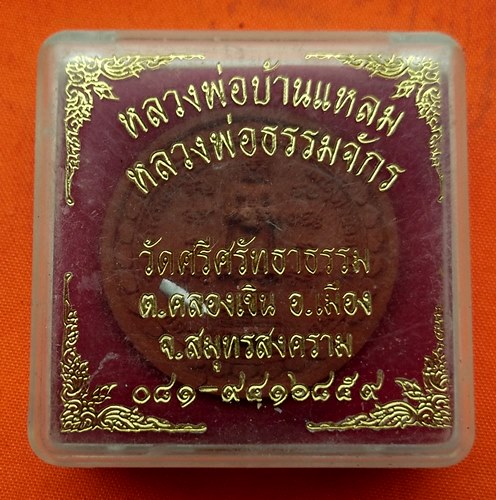 หลวงพ่อบ้านแหลม
หลวงพ่อธรรมจักร
วัดศรีศรัทธาธรรม
ต.คลองเขิน อ.เมือง
จ.สมุทรสงคราม
๐๘๑-๙๔๑๖๘๕๙